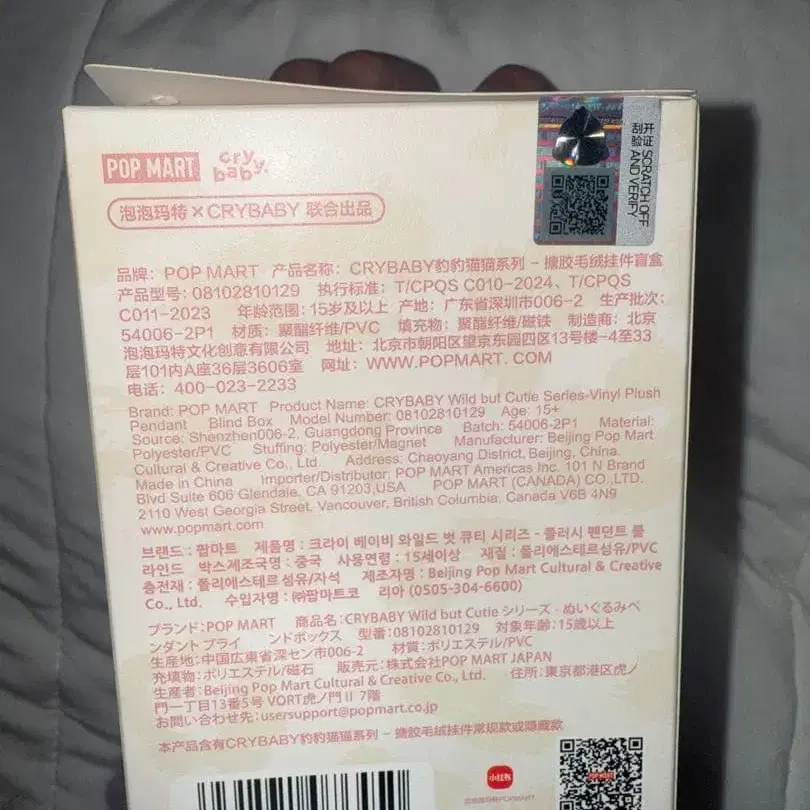 POP MART cry baby.
开证 SCRATCH OFF
刮验 AND VERIFY
泡泡玛特×CRYBABY 联合出品
品牌：POP MART 产品名称：CRYBABY豹豹猫猫系列 - 搪胶毛绒挂件盲盒
产品型号：08102810129 执行标准：T/CPQS C010-2024、T/CPQS
C011-2023 年龄范围：15岁及以上 产地：广东省深圳市006-2 生产批次：
54006-2P1 材质：聚酯纤维/PVC 填充物：聚酯纤维/磁铁 制造商：北京
泡泡玛特文化创意有限公司 地址：北京市朝阳区望京东园四区13号楼-4至33
层101内A座36层3606室 网址：WWW.POPMART.COM
电话：400-023-2233
Brand: POP MART Product Name: CRYBABY Wild but Cutie Series-Vinyl Plush
Pendant Blind Box Model Number: 08102810129 Age: 15+
Source: Shenzhen006-2, Guangdong Province Batch: 54006-2P1 Material:
Polyester/PVC Stuffing: Polyester/Magnet Manufacturer: Beijing Pop Mart
Cultural & Creative Co., Ltd. Address: Chaoyang District, Beijing, China.
Made in China Importer/Distributor: POP MART Americas Inc. 101 N Brand
Blvd Suite 606 Glendale, CA 91203,USA POP MART (CANADA) CO.,LTD.
2110 West Georgia Street, Vancouver, British Columbia, Canada V6B 4N9
www.popmart.com
브랜드 : 팝마트 제품명 : 크라이 베이비 와일드 벗 큐티 시리즈 - 플러시 펜던트 블
라인드 박스제조국명 : 중국 사용연령 : 15세이상 재질 : 폴리에스테르섬유/PVC
충전재 : 폴리에스테르섬유/자석 제조자명 : Beijing Pop Mart Cultural & Creative
Co., Ltd. 수입자명 : ㈜팝마트코 리아 (0505-304-6600)
ブランド：POP MART 商品名：CRYBABY Wild but Cutie シリーズ - ぬいぐるみペ
ンダント ブライ ンドボックス 型番：08102810129 対象年齢：15歳以上
生産地：中国広東省深セン市006-2 材質：ポリエステル/PVC
充填物：ポリエステル/磁石 販売元：株式会社POP MART JAPAN
生産者：Beijing Pop Mart Cultural & Creative Co., Ltd. 住所：東京都港区虎ノ
門一丁目13番5号 VORT虎ノ門Ⅱ 7階
お問い合わせ先：usersupport@popmart.co.jp
本产品含有CRYBABY豹豹猫猫系列 - 搪胶毛绒挂件常规款或隐藏款
小红书
POP MART